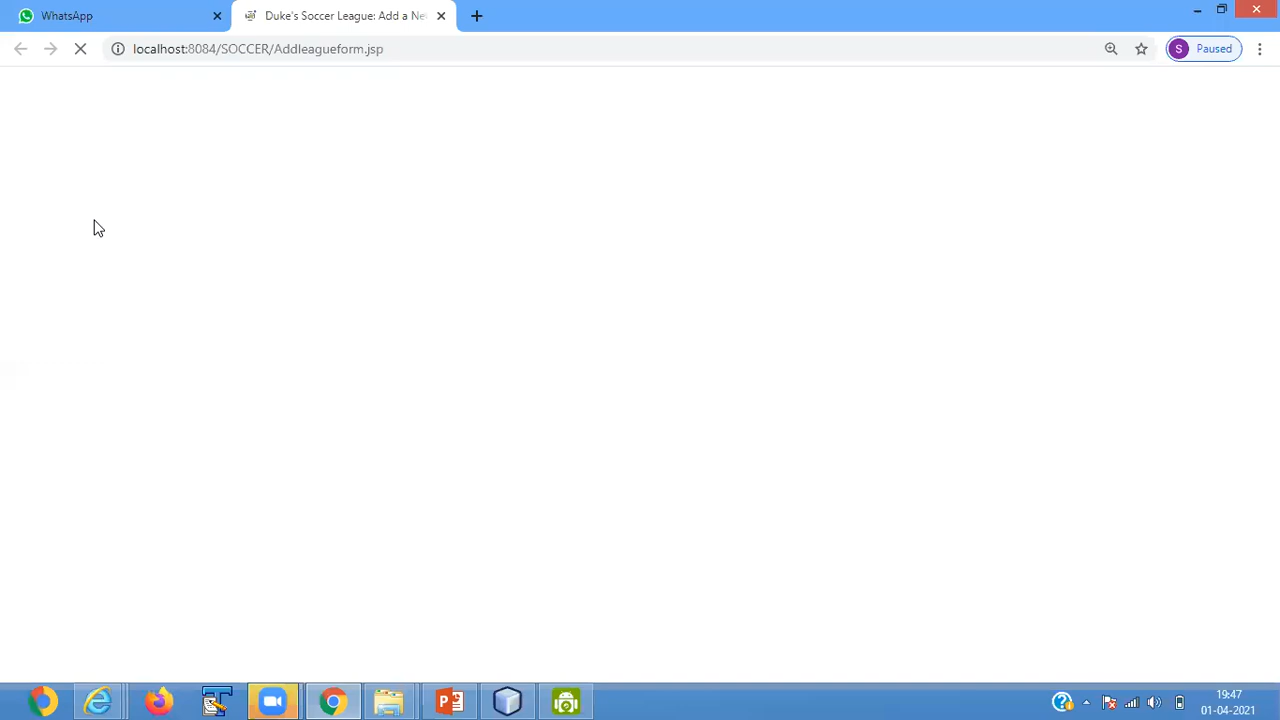 WhatsApp
Duke's Soccer League: Add a Ne
localhost:8084/SOCCER/Addleagueform.jsp
S
Paused
19:47
01-04-2021